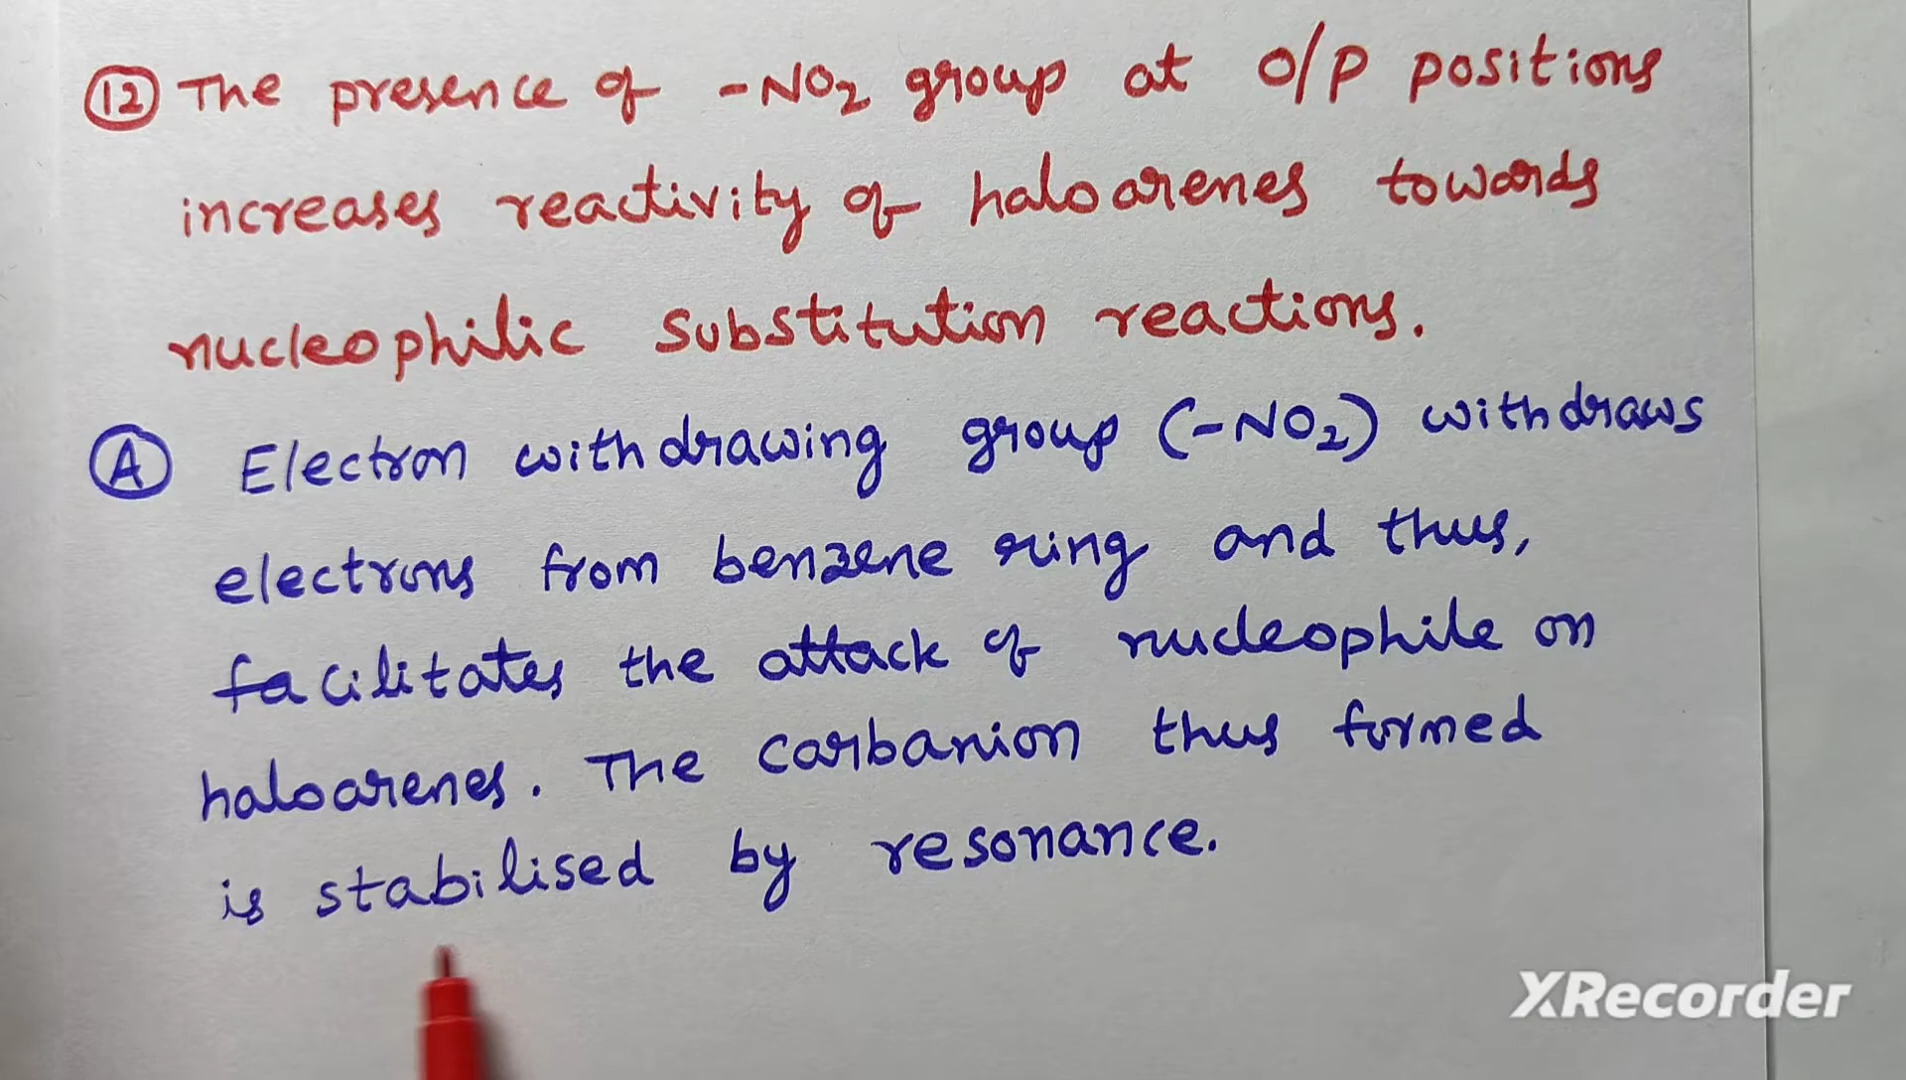 12 The presence of -NO2 group at O/P positions
increases reactivity of haloarenes towards
nucleophilic substitution reactions.
A Electron withdrawing group (-NO2) withdraws
electrons from benzene ring and thus,
facilitates the attack of nucleophile on
haloarenes. The carbanion thus formed
is stabilised by resonance.
XRecorder